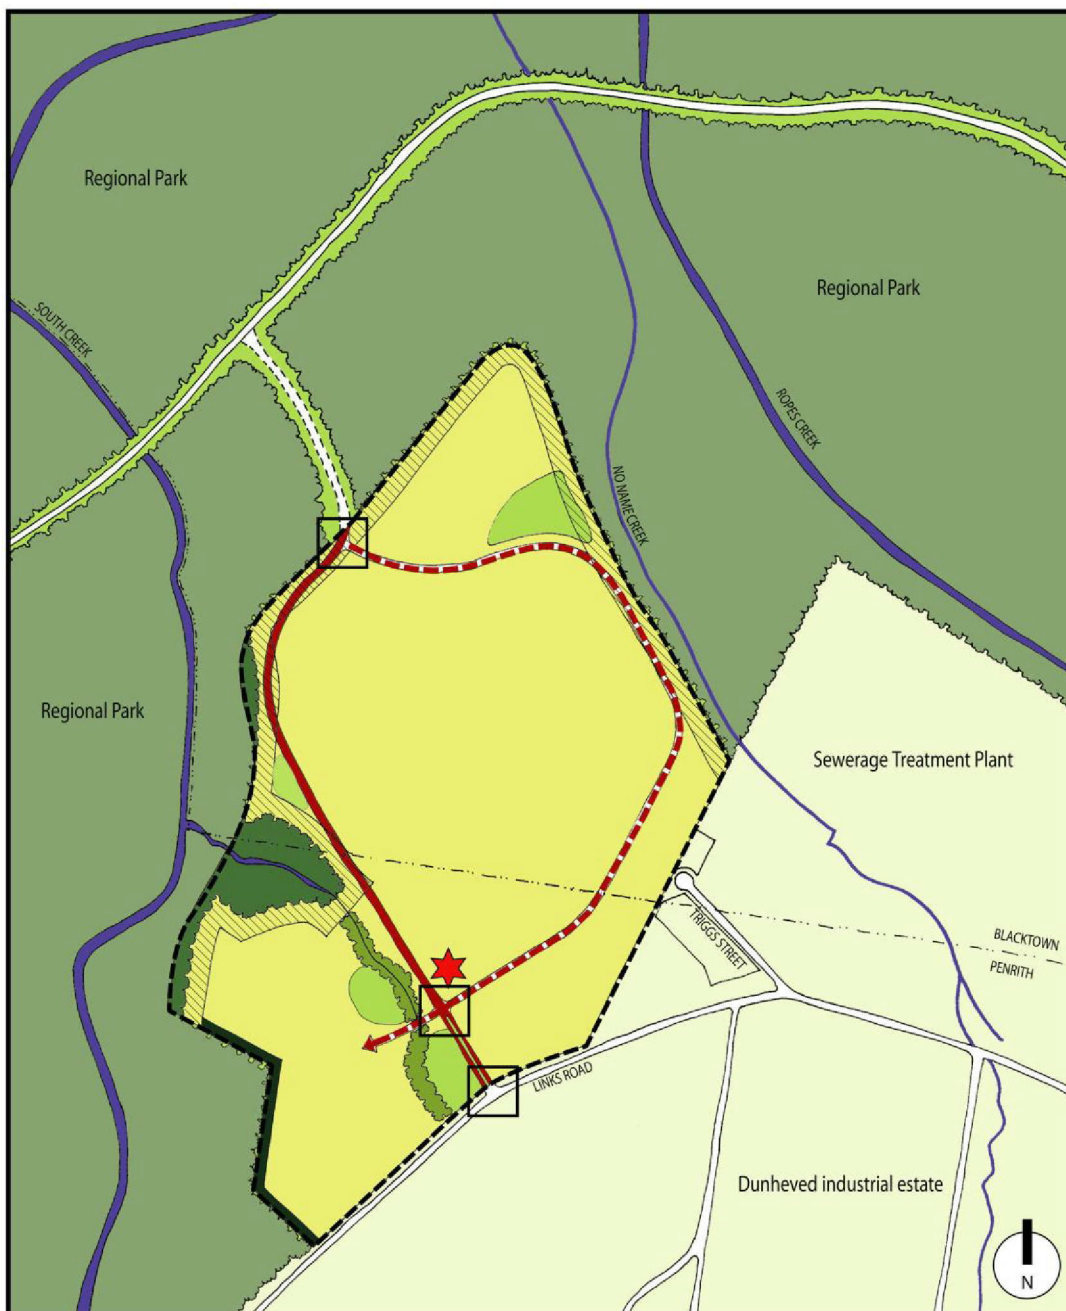 Regional Park
Regional Park
SOUTH CREEK
ROPES CREEK
NO NAME CREEK
Regional Park
Sewerage Treatment Plant
TRIGGS STREET
BLACKTOWN
PENRITH
LINKS ROAD
Dunheved industrial estate
N